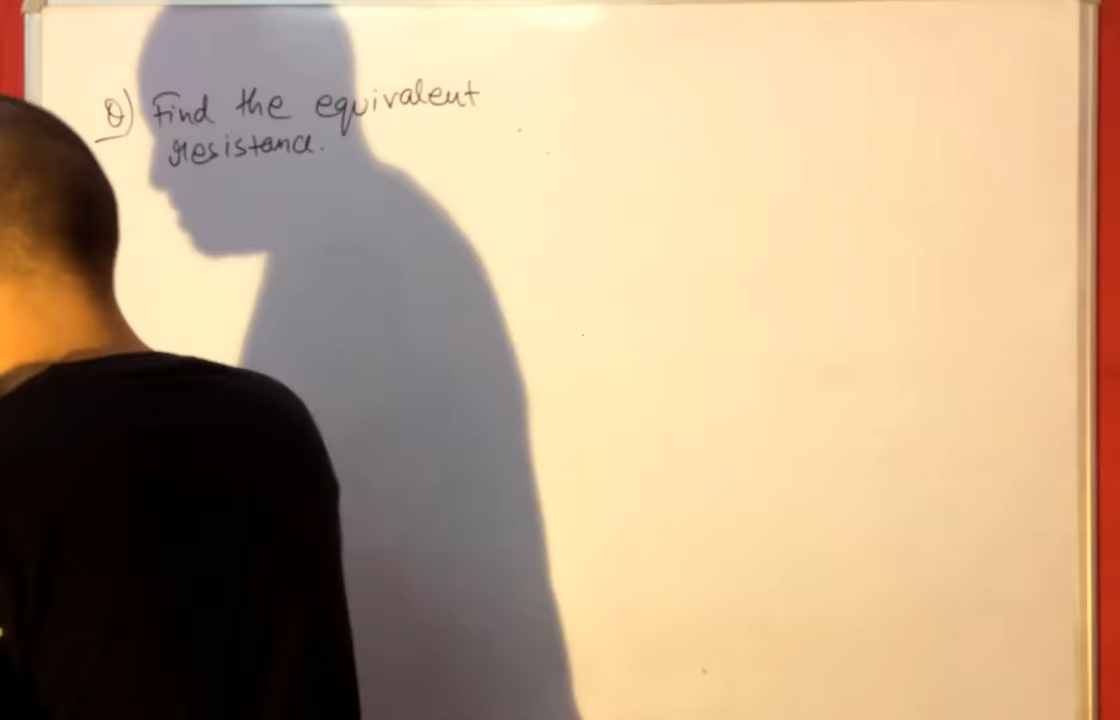 Q) Find the equivalent
resistance.